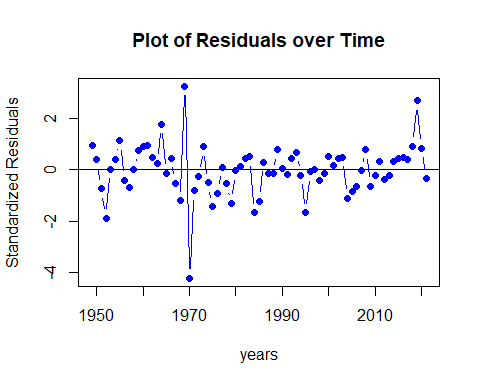 Plot of Residuals over Time
Standardized Residuals
2
0
-2
-4
1950 1970 1990 2010
years